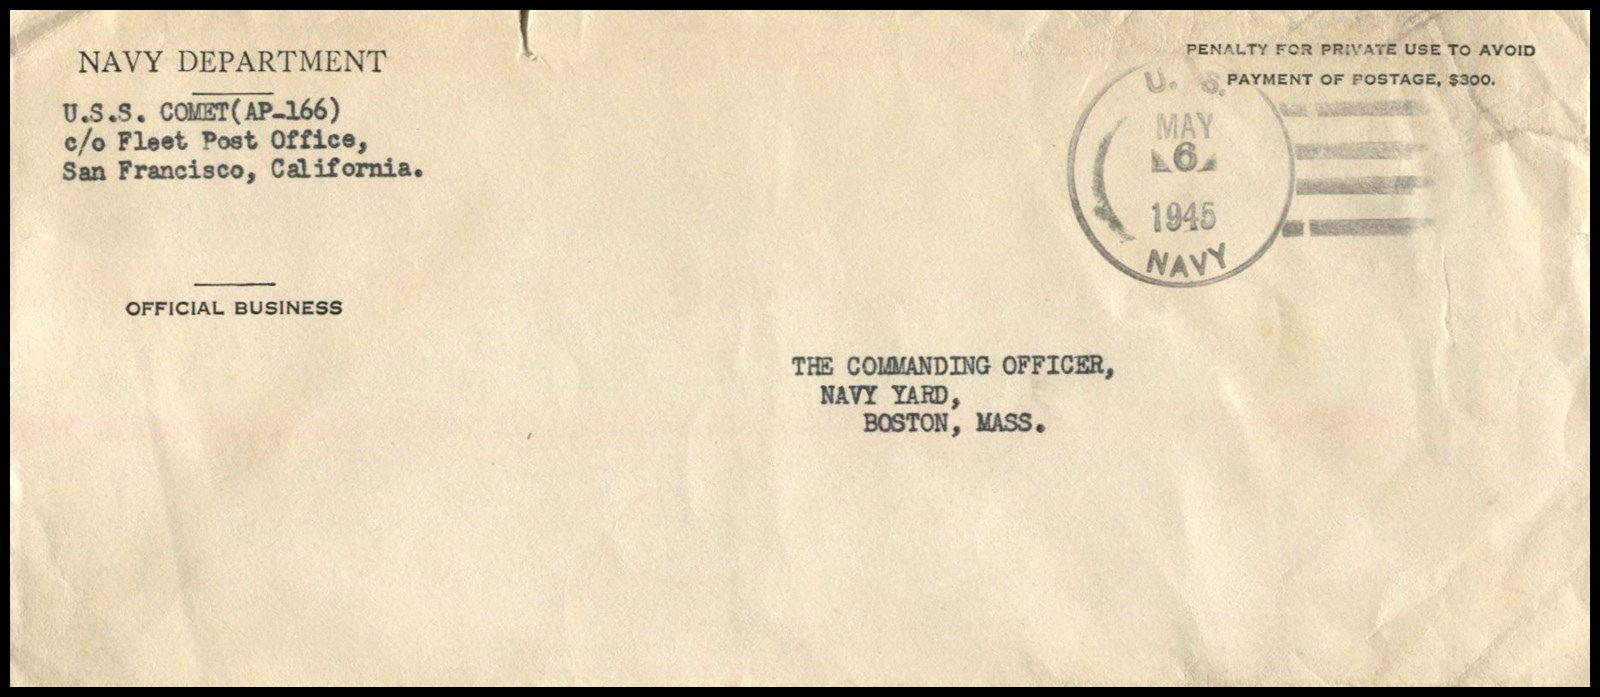 NAVY DEPARTMENT
U.S.S. COMET(AP-166)
c/o Fleet Post Office,
San Francisco, California.
OFFICIAL BUSINESS
PENALTY FOR PRIVATE USE TO AVOID
PAYMENT OF POSTAGE, $300.
U. S.
MAY
6
1945
NAVY
THE COMMANDING OFFICER,
NAVY YARD,
BOSTON, MASS.